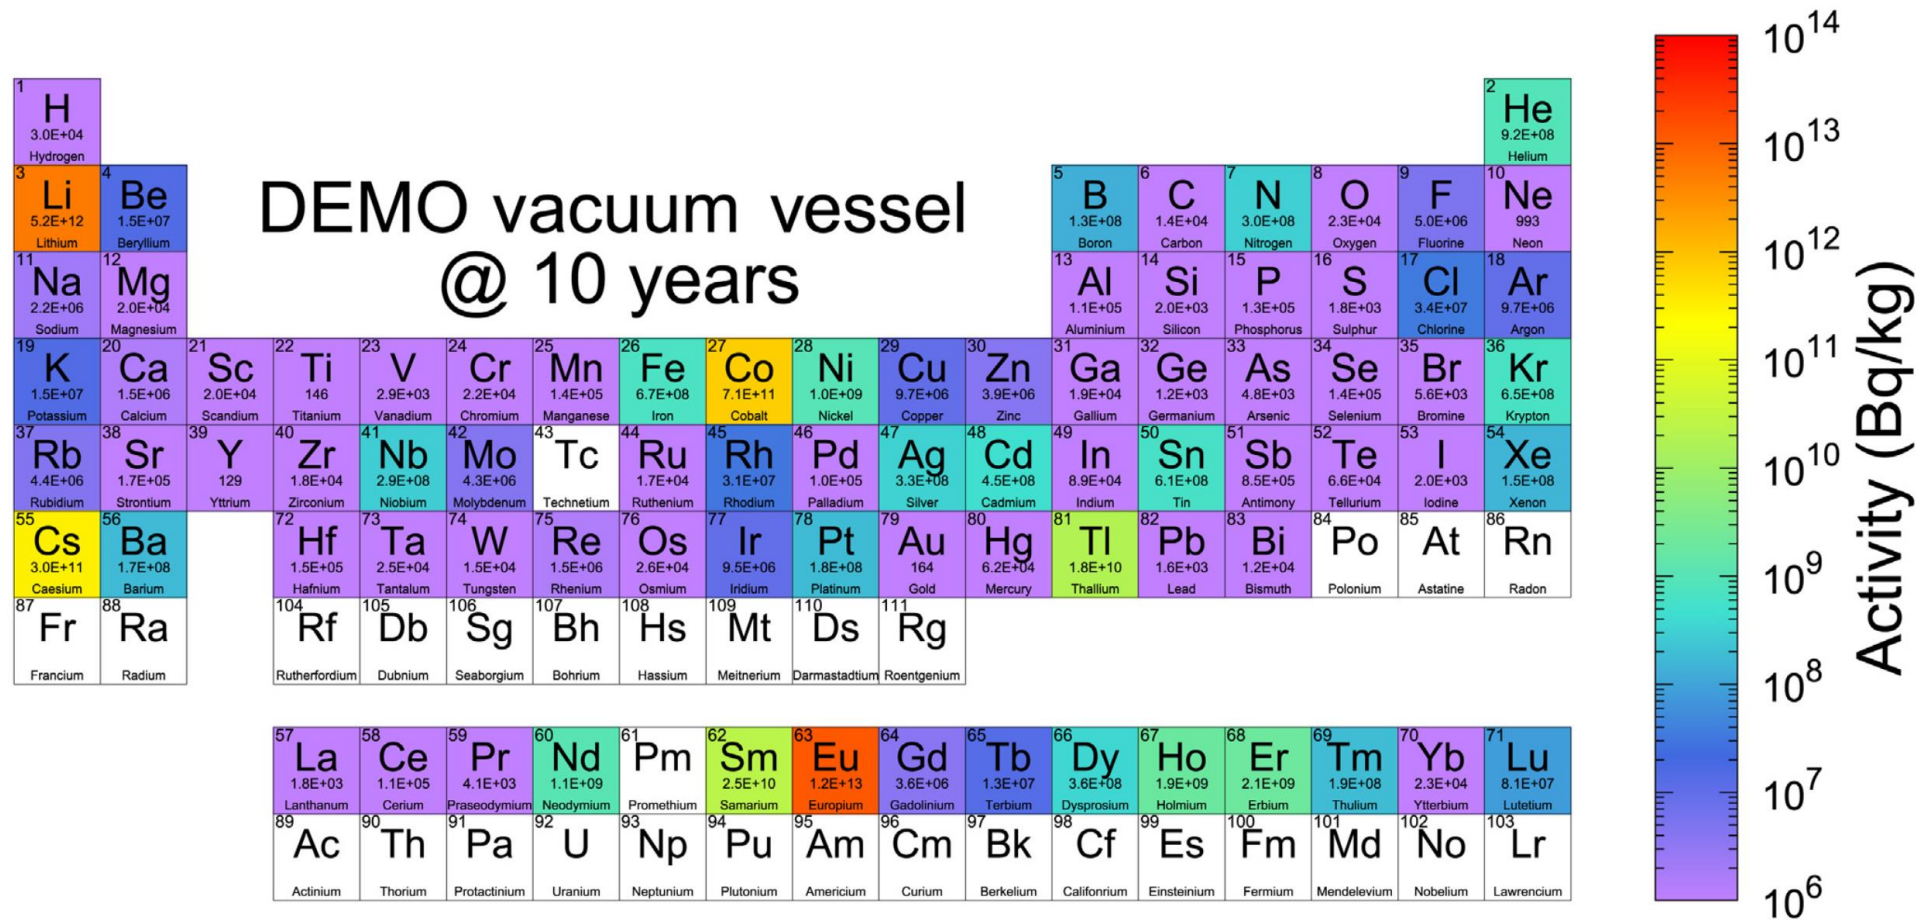 DEMO vacuum vessel
@ 10 years
1 2
H He
3.0E+04 9.2E+08
Hydrogen Helium
3 4 5 6 7 8 9 10
Li Be B C N O F Ne
5.2E+12 1.5E+07 1.3E+08 1.4E+04 3.0E+08 2.3E+04 5.0E+06 993
Lithium Beryllium Boron Carbon Nitrogen Oxygen Fluorine Neon
11 12 13 14 15 16 17 18
Na Mg Al Si P S Cl Ar
2.2E+06 2.0E+04 1.1E+05 2.0E+03 1.3E+05 1.8E+03 3.4E+07 9.7E+06
Sodium Magnesium Aluminium Silicon Phosphorus Sulphur Chlorine Argon
19 20 21 22 23 24 25 26 27 28 29 30 31 32 33 34 35 36
K Ca Sc Ti V Cr Mn Fe Co Ni Cu Zn Ga Ge As Se Br Kr
1.5E+07 1.5E+06 2.0E+04 146 2.9E+03 2.2E+04 1.4E+05 6.7E+08 7.1E+11 1.0E+09 9.7E+06 3.9E+06 1.9E+04 1.2E+03 4.8E+03 1.4E+05 5.6E+03 6.5E+08
Potassium Calcium Scandium Titanium Vanadium Chromium Manganese Iron Cobalt Nickel Copper Zinc Gallium Germanium Arsenic Selenium Bromine Krypton
37 38 39 40 41 42 43 44 45 46 47 48 49 50 51 52 53 54
Rb Sr Y Zr Nb Mo Tc Ru Rh Pd Ag Cd In Sn Sb Te I Xe
4.4E+06 1.7E+05 129 1.8E+04 2.9E+08 4.3E+06 1.7E+04 3.1E+07 1.0E+05 3.3E+08 4.5E+08 8.9E+04 6.1E+08 8.5E+05 6.6E+04 2.0E+03 1.5E+08
Rubidium Strontium Yttrium Zirconium Niobium Molybdenum Technetium Ruthenium Rhodium Palladium Silver Cadmium Indium Tin Antimony Tellurium Iodine Xenon
55 56 72 73 74 75 76 77 78 79 80 81 82 83 84 85 86
Cs Ba Hf Ta W Re Os Ir Pt Au Hg Tl Pb Bi Po At Rn
3.0E+11 1.7E+08 1.5E+05 2.5E+04 1.5E+04 1.5E+06 2.6E+04 9.5E+06 1.8E+08 164 6.2E+04 1.8E+10 1.6E+03 1.2E+04
Caesium Barium Hafnium Tantalum Tungsten Rhenium Osmium Iridium Platinum Gold Mercury Thallium Lead Bismuth Polonium Astatine Radon
87 88 104 105 106 107 108 109 110 111
Fr Ra Rf Db Sg Bh Hs Mt Ds Rg
Francium Radium Rutherfordium Dubnium Seaborgium Bohrium Hassium Meitnerium Darmastadtium Roentgenium
57 58 59 60 61 62 63 64 65 66 67 68 69 70 71
La Ce Pr Nd Pm Sm Eu Gd Tb Dy Ho Er Tm Yb Lu
1.8E+03 1.1E+05 4.1E+03 1.1E+09 2.5E+10 1.2E+13 3.6E+06 1.3E+07 3.6E+08 1.9E+09 2.1E+09 1.9E+08 2.3E+04 8.1E+07
Lanthanum Cerium Praseodymium Neodymium Promethium Samarium Europium Gadolinium Terbium Dysprosium Holmium Erbium Thulium Ytterbium Lutetium
89 90 91 92 93 94 95 96 97 98 99 100 101 102 103
Ac Th Pa U Np Pu Am Cm Bk Cf Es Fm Md No Lr
Actinium Thorium Protactinium Uranium Neptunium Plutonium Americium Curium Berkelium Califonrium Einsteinium Fermium Mendelevium Nobelium Lawrencium
10^14
10^13
10^12
10^11
10^10
10^9
10^8
10^7
10^6
Activity (Bq/kg)